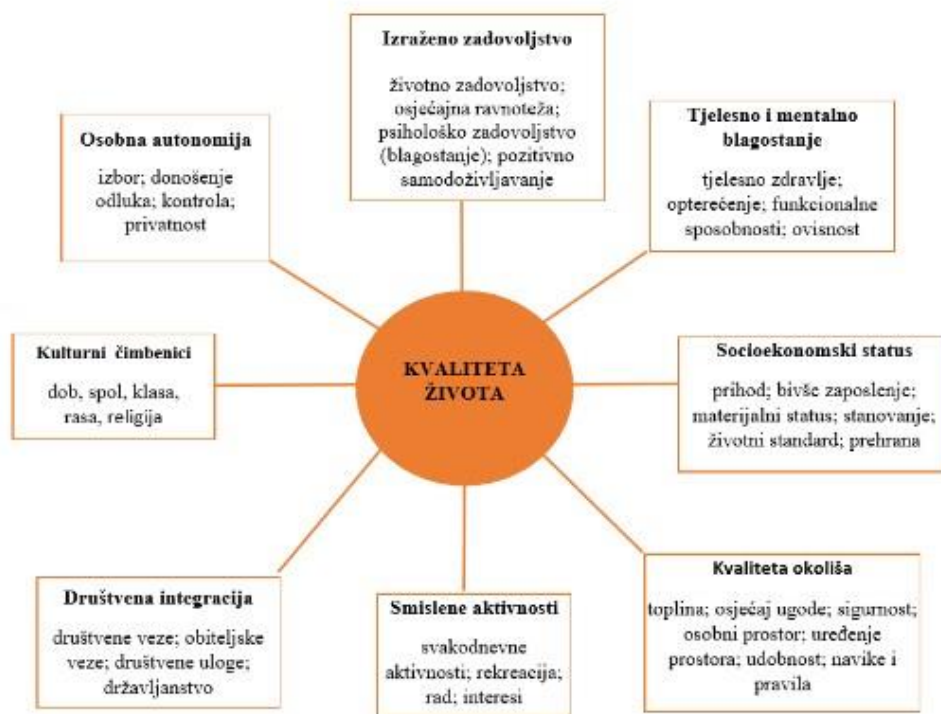 Izraženo zadovoljstvo
životno zadovoljstvo;
osjećajna ravnoteža;
psihološko zadovoljstvo
(blagostanje); pozitivno
samodoživljavanje
Osobna autonomija
izbor; donošenje
odluka; kontrola;
privatnost
Tjelesno i mentalno
blagostanje
tjelesno zdravlje;
opterećenje; funkcionalne
sposobnosti; ovisnost
Kulturni čimbenici
dob, spol, klasa,
rasa, religija
KVALITETA
ŽIVOTA
Socioekonomski status
prihod; bivše zaposlenje;
materijalni status; stanovanje;
životni standard; prehrana
Društvena integracija
društvene veze; obiteljske
veze; društvene uloge;
državljanstvo
Smislene aktivnosti
svakodnevne
aktivnosti; rekreacija;
rad; interesi
Kvaliteta okoliša
toplina; osjećaj ugode; sigurnost;
osobni prostor; uređenje
prostora; udobnost; navike i
pravila